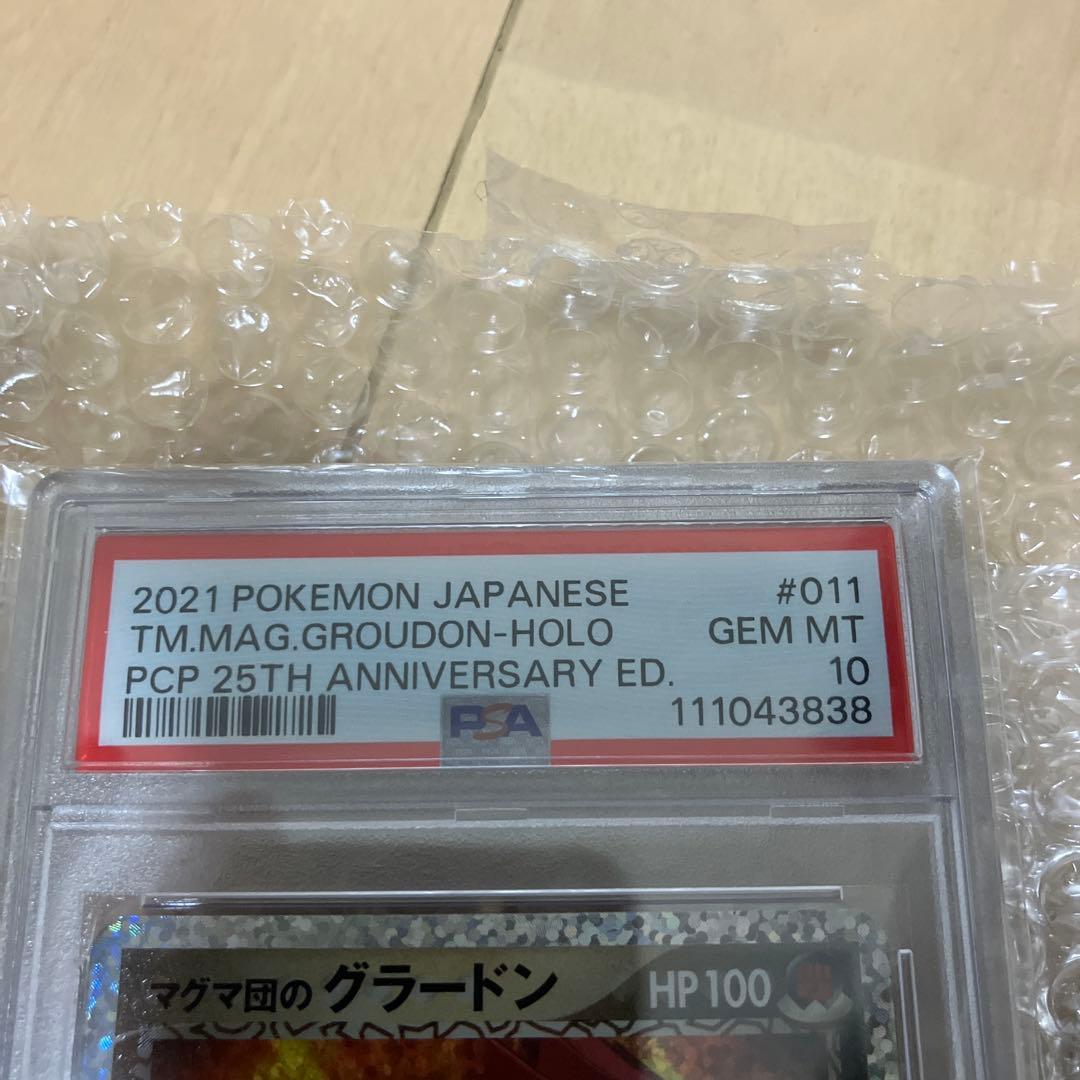 2021 POKEMON JAPANESE #011
TM.MAG.GROUDON-HOLO GEM MT
PCP 25TH ANNIVERSARY ED. 10
PSA 111043838
マグマ団の グラードン HP100